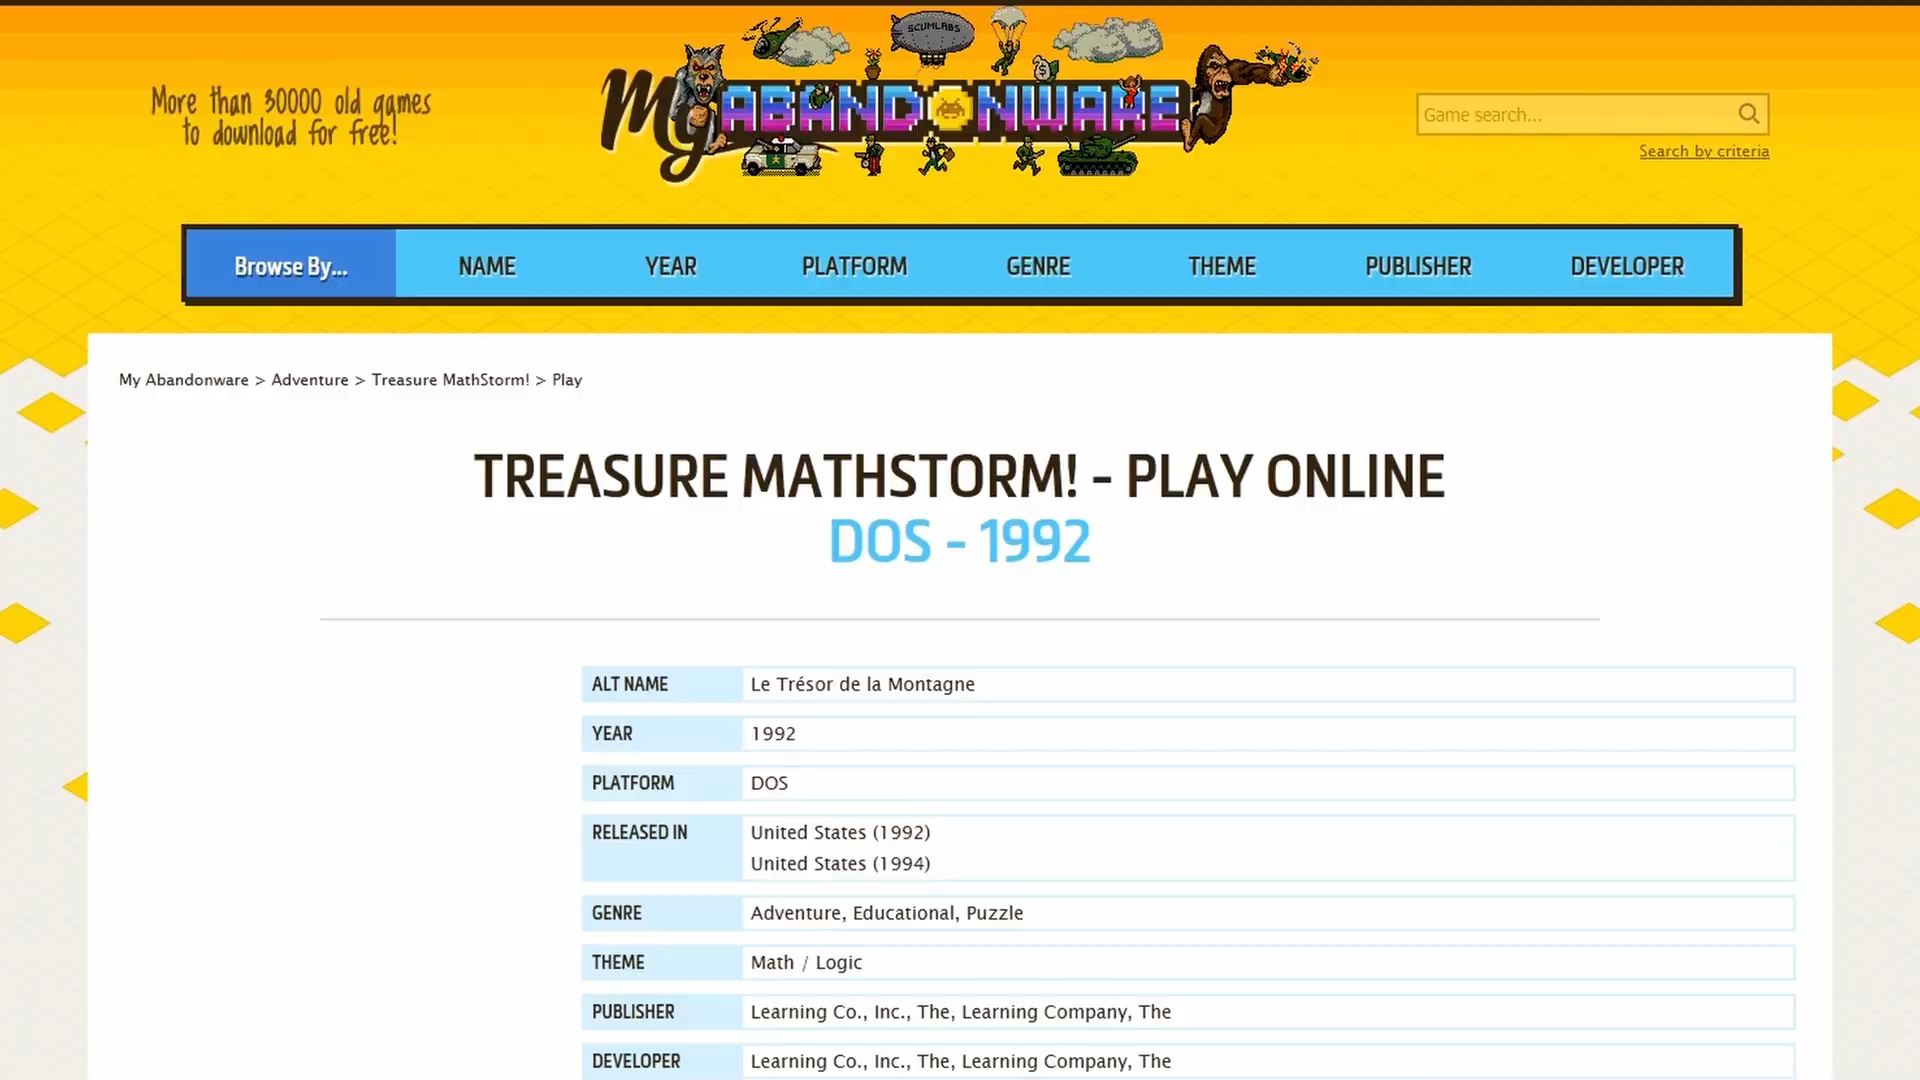 SCUMLABS
My ABANDONWARE
More than 30000 old games
to download for free!
Game search...
Search by criteria
Browse By...
NAME
YEAR
PLATFORM
GENRE
THEME
PUBLISHER
DEVELOPER
My Abandonware > Adventure > Treasure MathStorm! > Play
TREASURE MATHSTORM! - PLAY ONLINE
DOS - 1992
ALT NAME Le Trésor de la Montagne
YEAR 1992
PLATFORM DOS
RELEASED IN United States (1992)
United States (1994)
GENRE Adventure, Educational, Puzzle
THEME Math / Logic
PUBLISHER Learning Co., Inc., The, Learning Company, The
DEVELOPER Learning Co., Inc., The, Learning Company, The